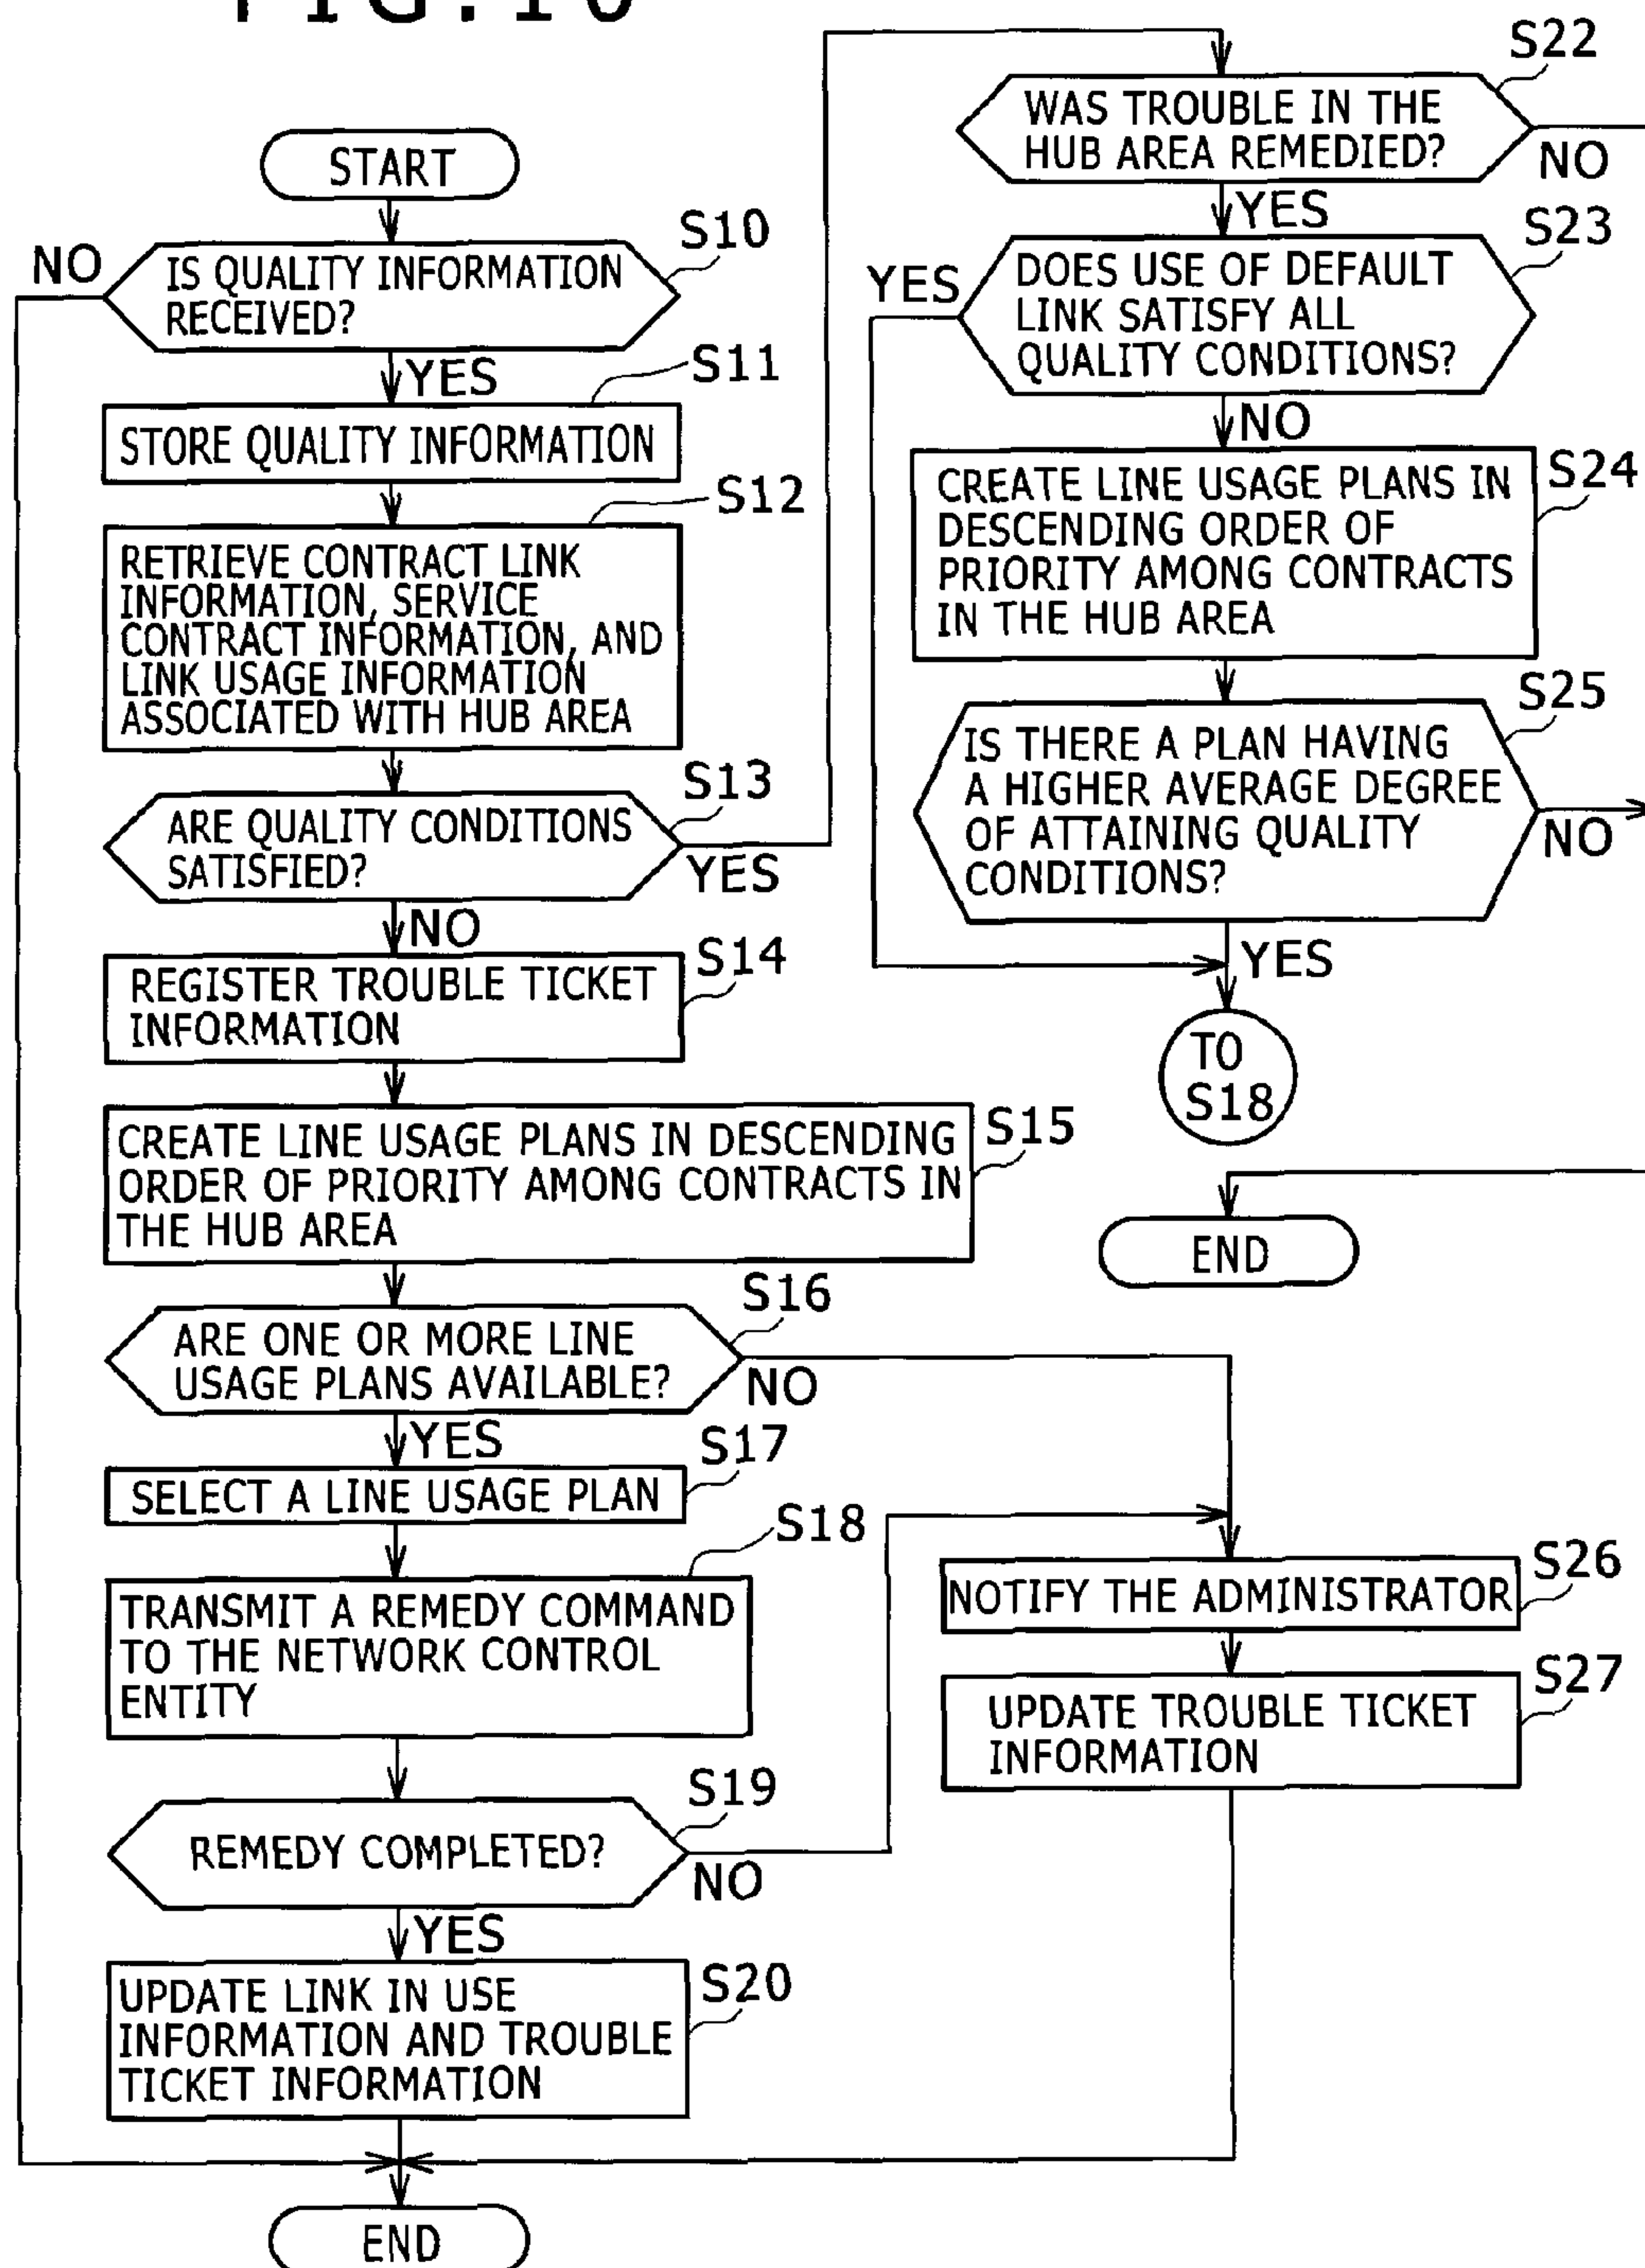 FIG.10
START
S10
NO
IS QUALITY INFORMATION
RECEIVED?
YES
S11
STORE QUALITY INFORMATION
S12
RETRIEVE CONTRACT LINK
INFORMATION, SERVICE
CONTRACT INFORMATION, AND
LINK USAGE INFORMATION
ASSOCIATED WITH HUB AREA
S13
ARE QUALITY CONDITIONS
SATISFIED?
YES
NO
S14
REGISTER TROUBLE TICKET
INFORMATION
S15
CREATE LINE USAGE PLANS IN DESCENDING
ORDER OF PRIORITY AMONG CONTRACTS IN
THE HUB AREA
S16
ARE ONE OR MORE LINE
USAGE PLANS AVAILABLE?
NO
YES
S17
SELECT A LINE USAGE PLAN
S18
TRANSMIT A REMEDY COMMAND
TO THE NETWORK CONTROL
ENTITY
S19
REMEDY COMPLETED?
NO
YES
S20
UPDATE LINK IN USE
INFORMATION AND TROUBLE
TICKET INFORMATION
END
S22
WAS TROUBLE IN THE
HUB AREA REMEDIED?
NO
YES
S23
YES
DOES USE OF DEFAULT
LINK SATISFY ALL
QUALITY CONDITIONS?
NO
S24
CREATE LINE USAGE PLANS IN
DESCENDING ORDER OF
PRIORITY AMONG CONTRACTS
IN THE HUB AREA
S25
IS THERE A PLAN HAVING
A HIGHER AVERAGE DEGREE
OF ATTAINING QUALITY
CONDITIONS?
NO
YES
TO
S18
END
S26
NOTIFY THE ADMINISTRATOR
S27
UPDATE TROUBLE TICKET
INFORMATION